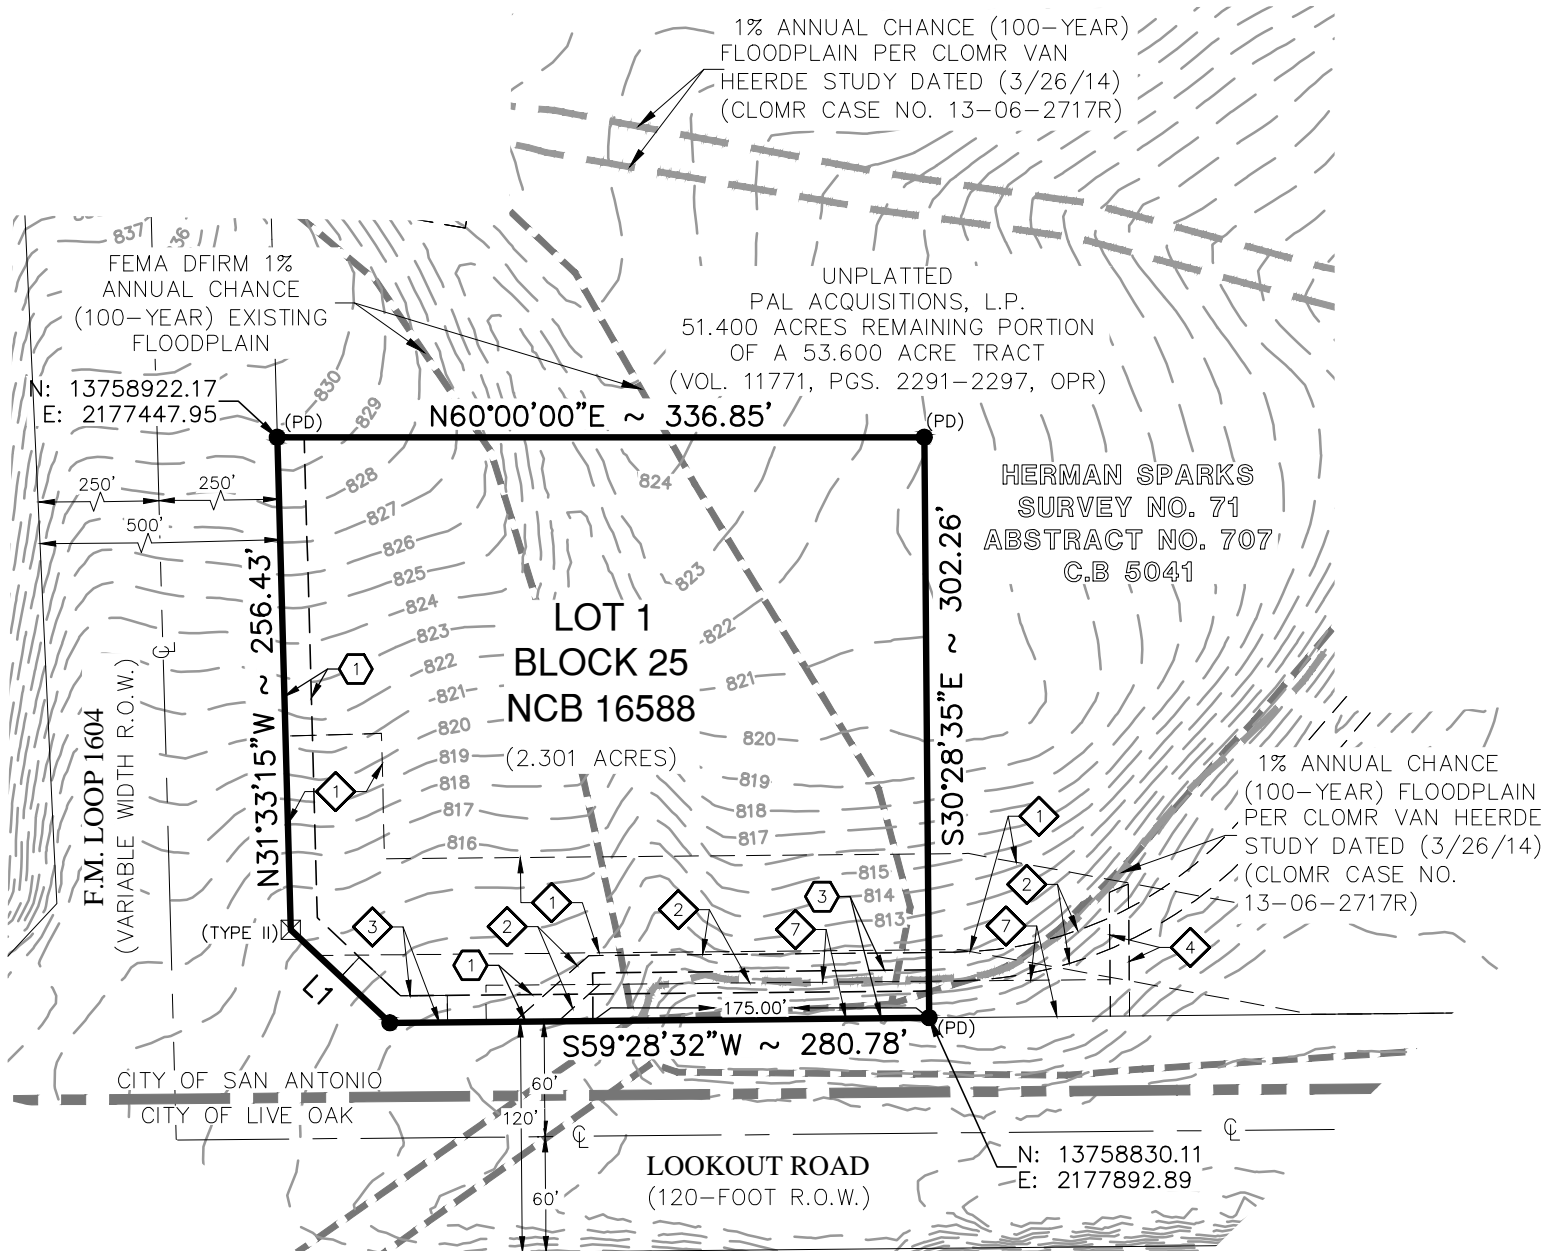 1% ANNUAL CHANCE (100-YEAR)
FLOODPLAIN PER CLOMR VAN
HEERDE STUDY DATED (3/26/14)
(CLOMR CASE NO. 13-06-2717R)
837
FEMA DFIRM 1%
ANNUAL CHANCE
(100-YEAR) EXISTING
FLOODPLAIN
UNPLATTED
PAL ACQUISITIONS, L.P.
51.400 ACRES REMAINING PORTION
OF A 53.600 ACRE TRACT
(VOL. 11771, PGS. 2291-2297, OPR)
N: 13758922.17
E: 2177447.95
(PD)
N60°00'00"E ~ 336.85'
(PD)
830
829
828
827
826
825
824
823
822
821
820
819
818
817
816
824
823
822
821
820
819
818
817
815
814
813
250'
250'
500'
HERMAN SPARKS
SURVEY NO. 71
ABSTRACT NO. 707
C.B 5041
N31°33'15"W ~ 256.43'
S30°28'35"E ~ 302.26'
LOT 1
BLOCK 25
NCB 16588
(2.301 ACRES)
F.M. LOOP 1604
(VARIABLE WIDTH R.O.W.)
℄
1
1
1
1% ANNUAL CHANCE
(100-YEAR) FLOODPLAIN
PER CLOMR VAN HEERDE
STUDY DATED (3/26/14)
(CLOMR CASE NO.
13-06-2717R)
(TYPE II)
3
2
1
2
7
3
2
7
4
1
L1
175.00'
(PD)
S59°28'32"W ~ 280.78'
CITY OF SAN ANTONIO
CITY OF LIVE OAK
60'
120'
60'
℄
℄
LOOKOUT ROAD
(120-FOOT R.O.W.)
N: 13758830.11
E: 2177892.89